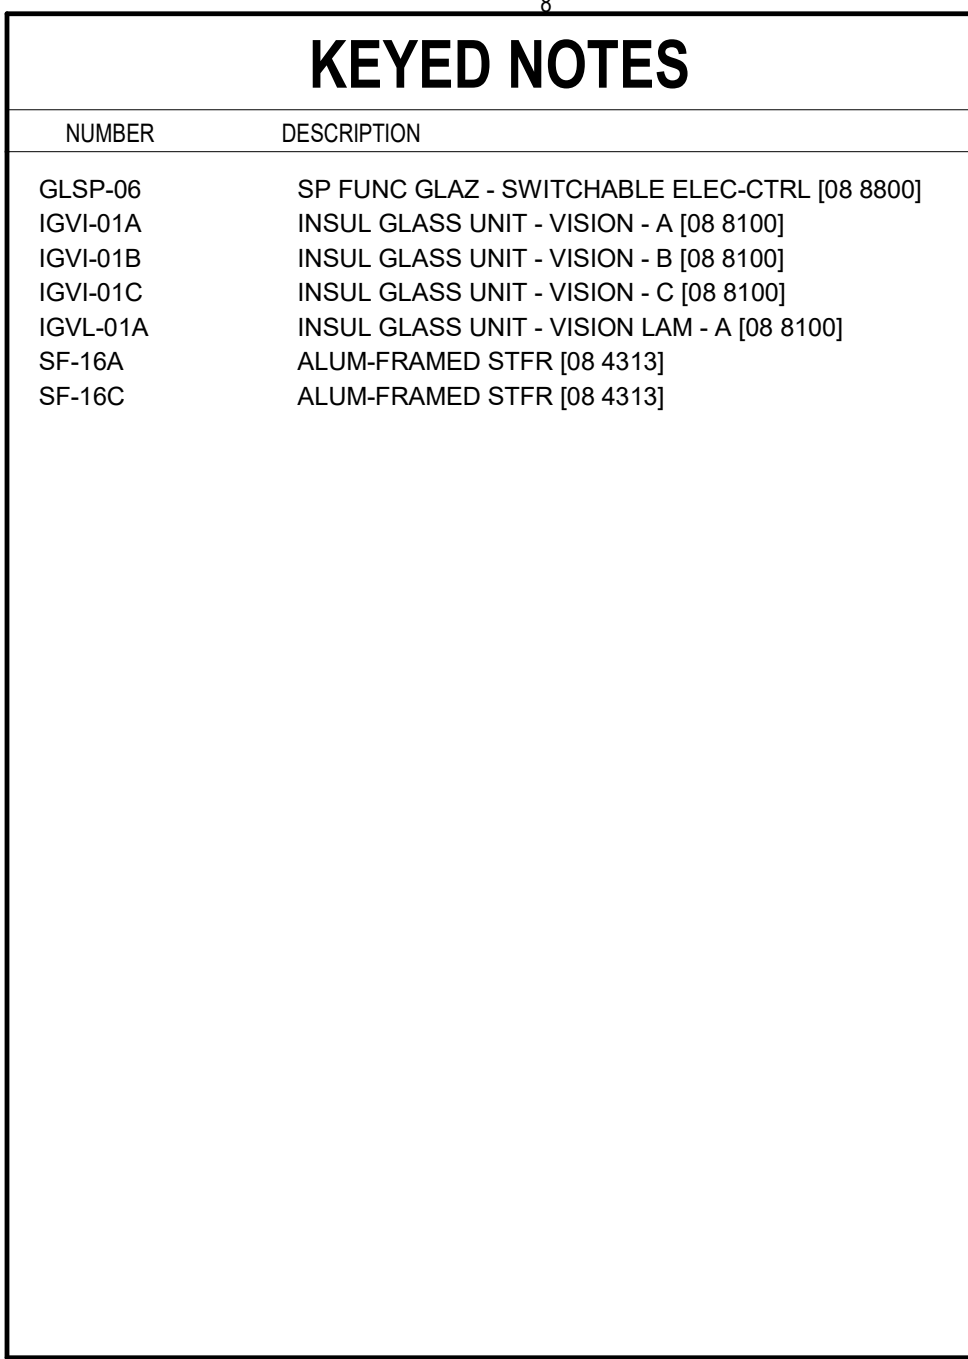 8
KEYED NOTES
NUMBER DESCRIPTION
GLSP-06 SP FUNC GLAZ - SWITCHABLE ELEC-CTRL [08 8800]
IGVI-01A INSUL GLASS UNIT - VISION - A [08 8100]
IGVI-01B INSUL GLASS UNIT - VISION - B [08 8100]
IGVI-01C INSUL GLASS UNIT - VISION - C [08 8100]
IGVL-01A INSUL GLASS UNIT - VISION LAM - A [08 8100]
SF-16A ALUM-FRAMED STFR [08 4313]
SF-16C ALUM-FRAMED STFR [08 4313]